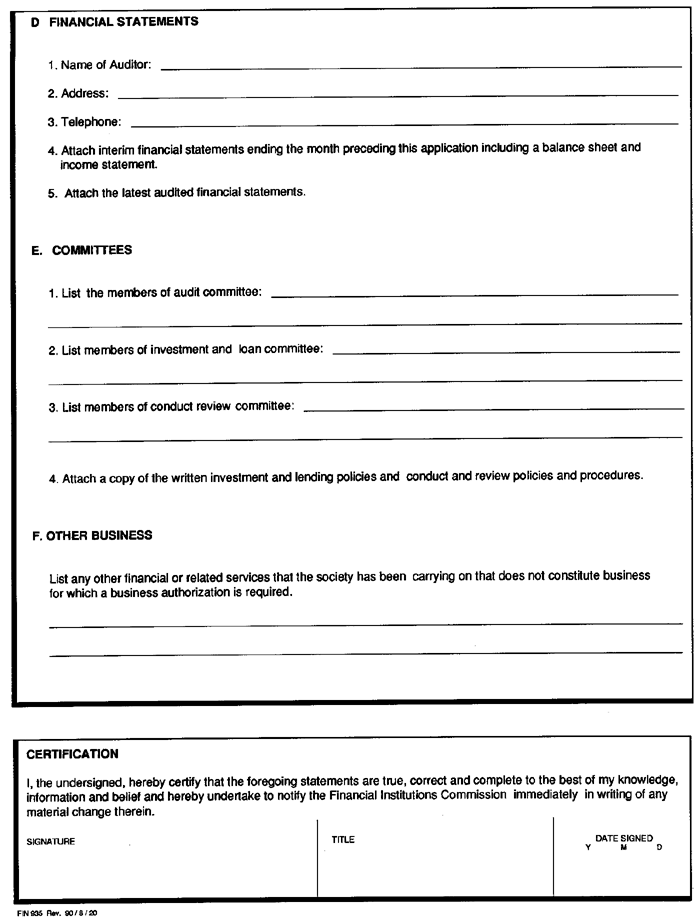 D FINANCIAL STATEMENTS
1. Name of Auditor:
2. Address:
3. Telephone:
4. Attach interim financial statements ending the month preceding this application including a balance sheet and
income statement.
5. Attach the latest audited financial statements.
E. COMMITTEES
1. List the members of audit committee:
2. List members of investment and loan committee:
3. List members of conduct review committee:
4. Attach a copy of the written investment and lending policies and conduct and review policies and procedures.
F. OTHER BUSINESS
List any other financial or related services that the society has been carrying on that does not constitute business
for which a business authorization is required.
CERTIFICATION
I, the undersigned, hereby certify that the foregoing statements are true, correct and complete to the best of my knowledge,
information and belief and hereby undertake to notify the Financial Institutions Commission immediately in writing of any
material change therein.
SIGNATURE
TITLE
DATE SIGNED
Y M D
FIN 935 Rev. 90 / 8 / 20